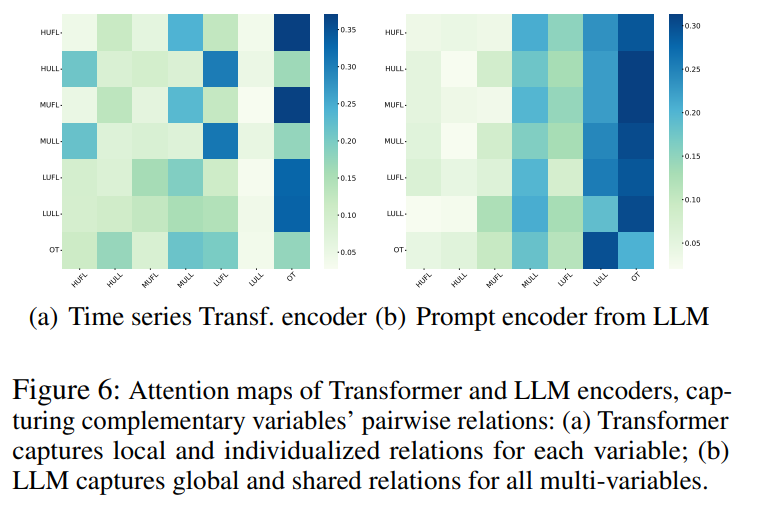 HUFL
HULL
MUFL
MULL
LUFL
LULL
OT
HUFL
HULL
MUFL
MULL
LUFL
LULL
OT
0.35
0.30
0.25
0.20
0.15
0.10
0.05
HUFL
HULL
MUFL
MULL
LUFL
LULL
OT
HUFL
HULL
MUFL
MULL
LUFL
LULL
OT
0.30
0.25
0.20
0.15
0.10
0.05
(a) Time series Transf. encoder (b) Prompt encoder from LLM
Figure 6: Attention maps of Transformer and LLM encoders, cap-
turing complementary variables' pairwise relations: (a) Transformer
captures local and individualized relations for each variable; (b)
LLM captures global and shared relations for all multi-variables.